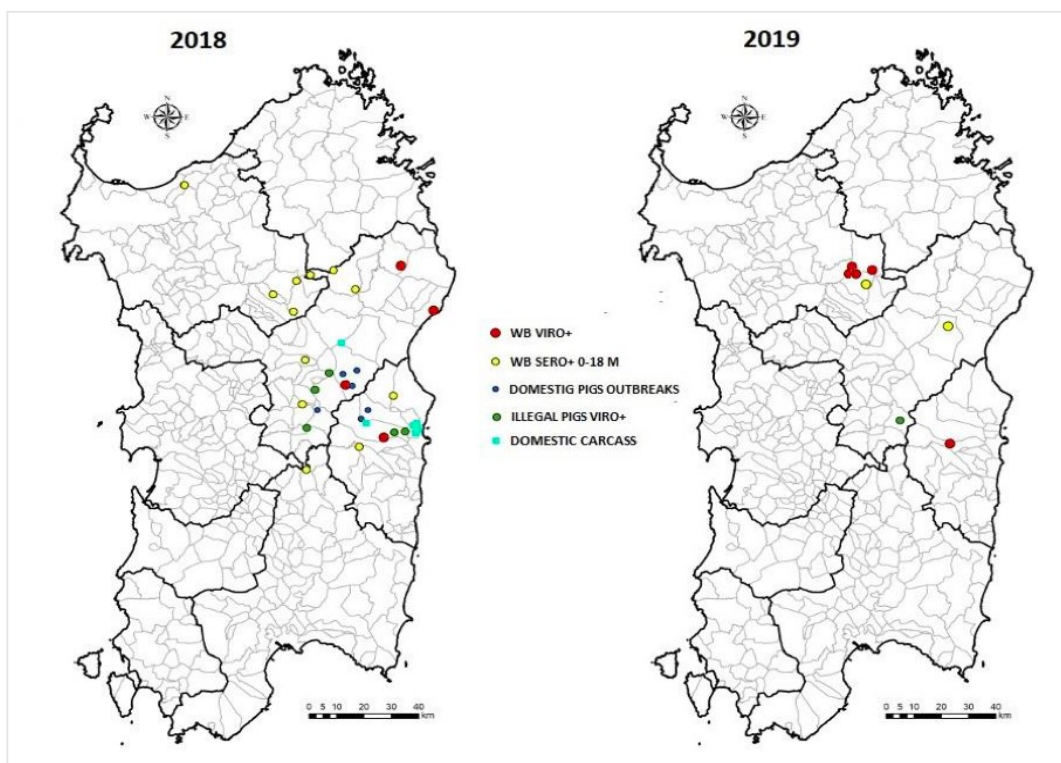 2018
2019
N
W E
S
N
W E
S
WB VIRO+
WB SERO+ 0-18 M
DOMESTIG PIGS OUTBREAKS
ILLEGAL PIGS VIRO+
DOMESTIC CARCASS
0 5 10 20 30 40
km
0 5 10 20 30 40
km